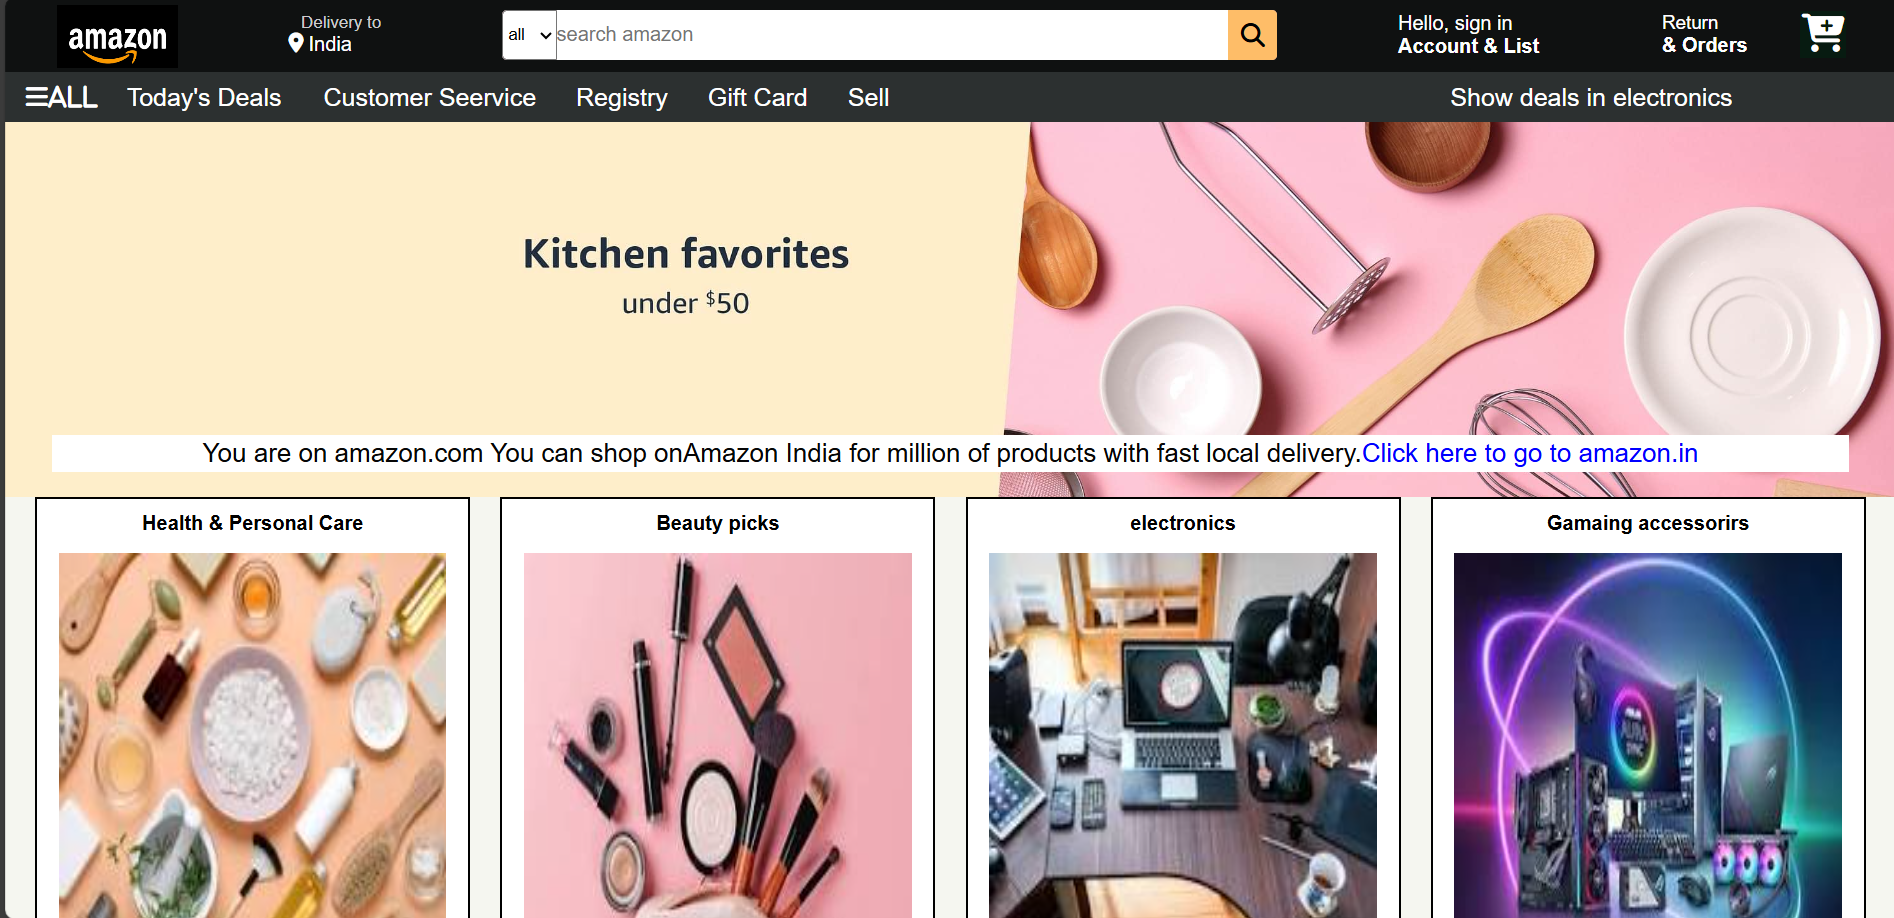 amazon
Delivery to
India
all
search amazon
Hello, sign in
Account & List
Return
& Orders
ALL
Today's Deals
Customer Seervice
Registry
Gift Card
Sell
Show deals in electronics
Kitchen favorites
under $50
You are on amazon.com You can shop onAmazon India for million of products with fast local delivery.Click here to go to amazon.in
Health & Personal Care
Beauty picks
electronics
Gamaing accessorirs
AURA